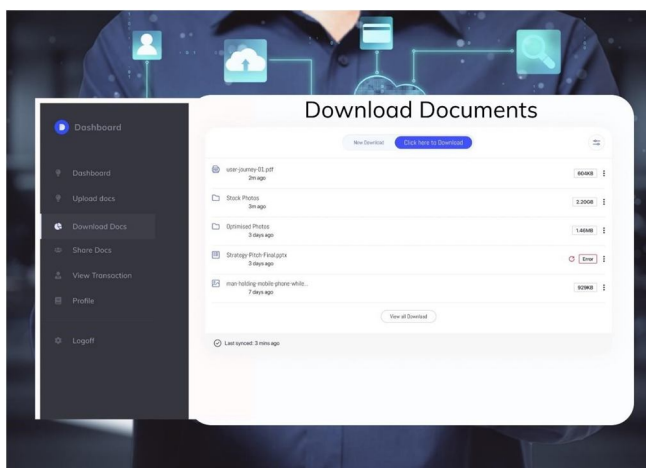 Download Documents
Dashboard
Dashboard
Upload docs
Download Docs
Share Docs
View Transaction
Profile
Logoff
New Download Click here to Download
user-journey-01.pdf 604KB
2m ago
Stock Photos 2.20GB
3m ago
Optimised Photos 1.46MB
3 days ago
Strategy-Pitch-Final.pptx Error
3 days ago
man-holding-mobile-phone-while... 929KB
7 days ago
View all Download
Last synced: 3 mins ago